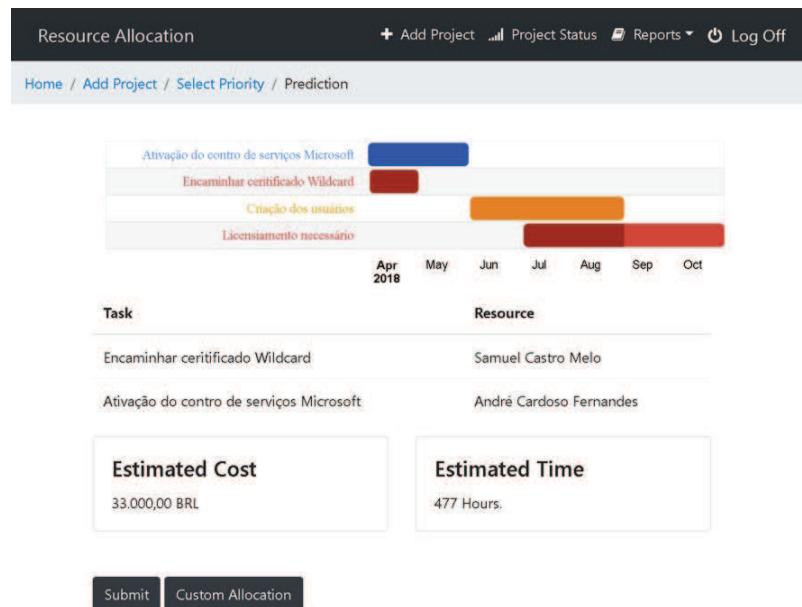 Resource Allocation Add Project Project Status Reports Log Off
Home / Add Project / Select Priority / Prediction
Ativação do contro de serviços Microsoft
Encaminhar ceritificado Wildcard
Criação dos usuários
Licensiamento necessário
Apr May Jun Jul Aug Sep Oct
2018
Task Resource
Encaminhar ceritificado Wildcard Samuel Castro Melo
Ativação do contro de serviços Microsoft André Cardoso Fernandes
Estimated Cost Estimated Time
33.000,00 BRL 477 Hours.
Submit Custom Allocation